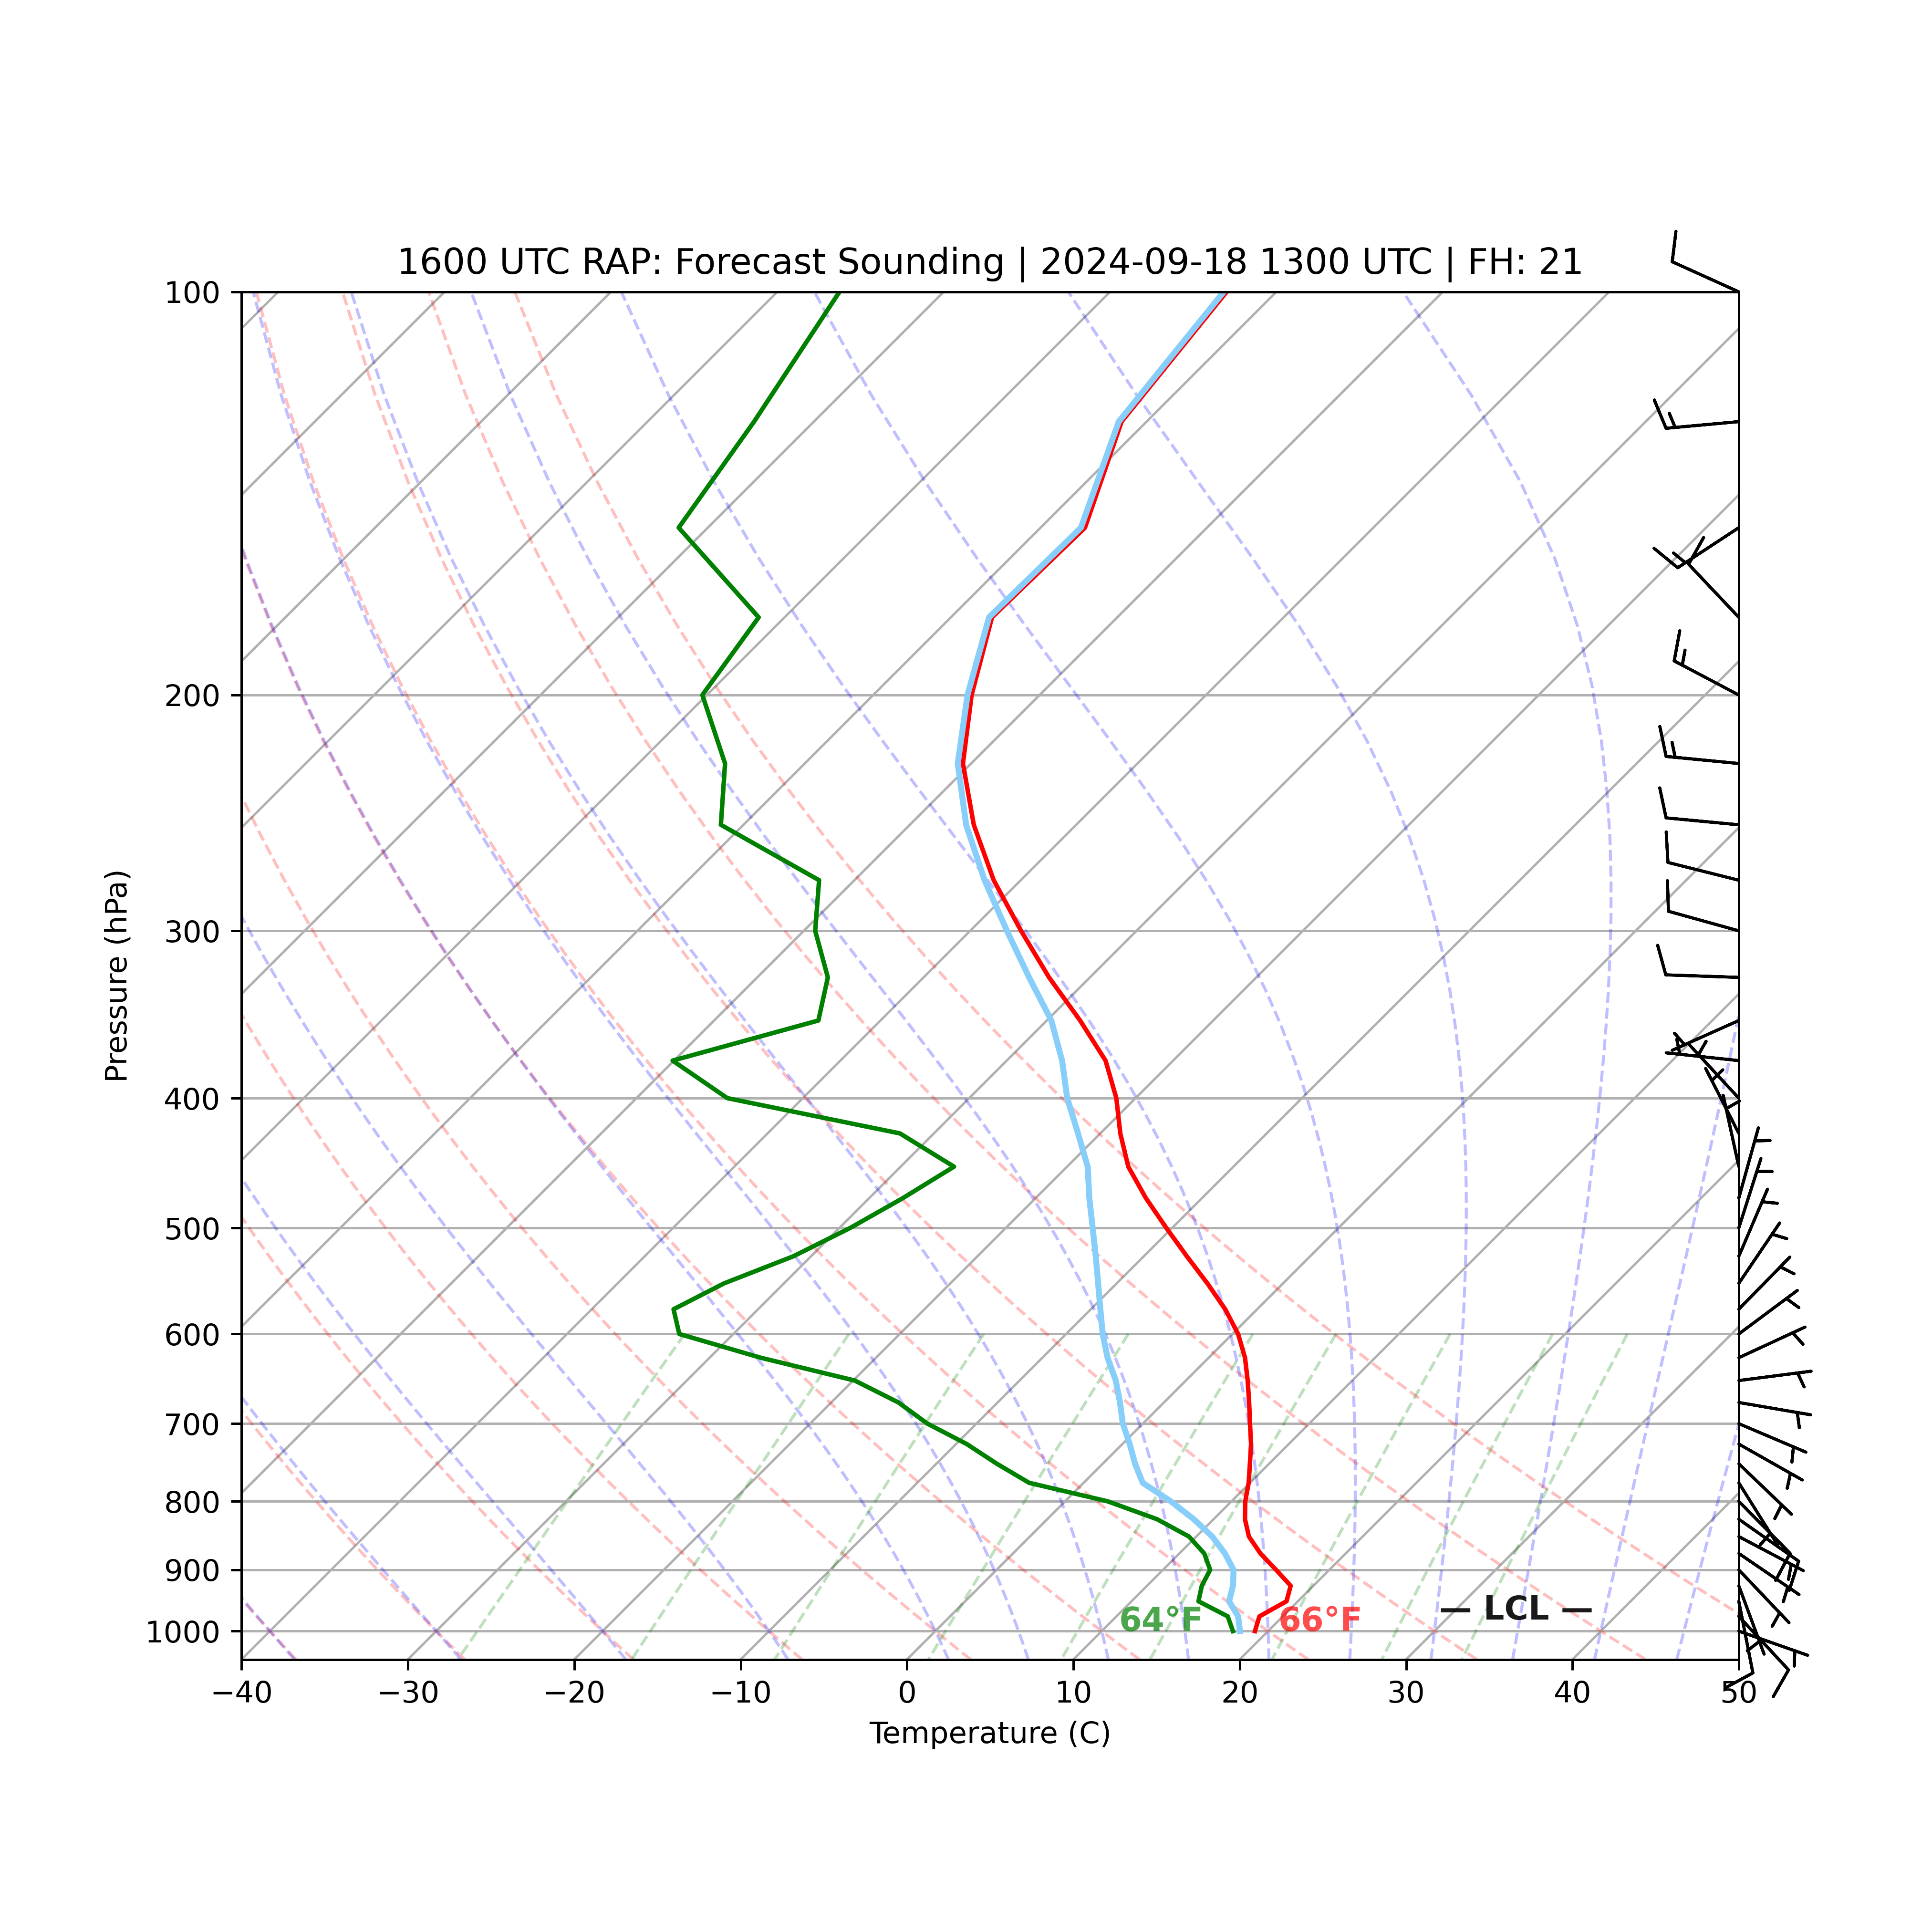 1600 UTC RAP: Forecast Sounding | 2024-09-18 1300 UTC | FH: 21
100
200
300
400
500
600
700
800
900
1000
Pressure (hPa)
64°F 66°F — LCL —
−40 −30 −20 −10 0 10 20 30 40 50
Temperature (C)